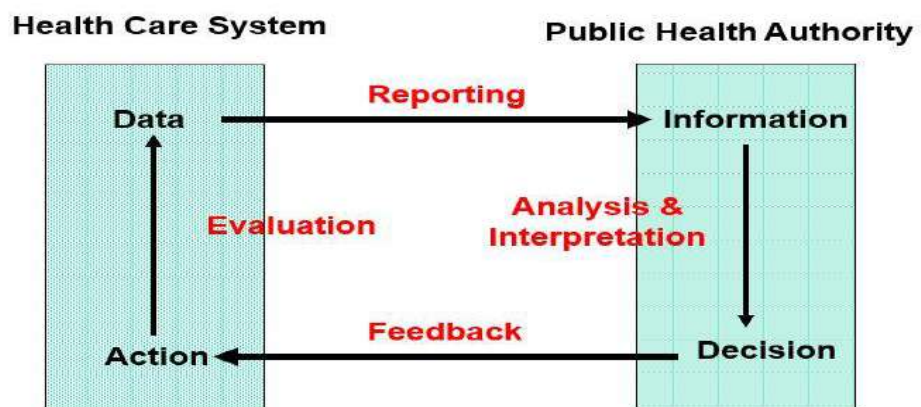 Health Care System
Public Health Authority
Reporting
Data
Information
Evaluation
Analysis &
Interpretation
Feedback
Action
Decision